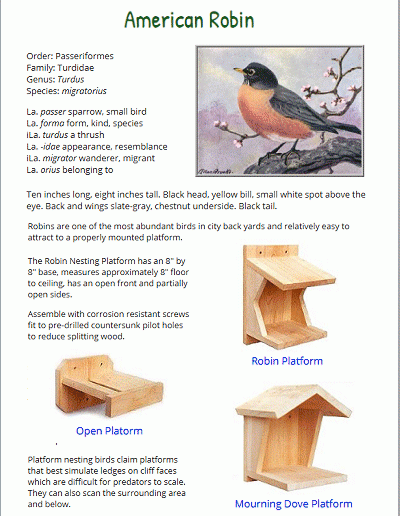 American Robin
Order: Passeriformes
Family: Turdidae
Genus: Turdus
Species: migratorius
La. passer sparrow, small bird
La. forma form, kind, species
iLa. turdus a thrush
La. -idae appearance, resemblance
iLa. migrator wanderer, migrant
La. orius belonging to
Ten inches long, eight inches tall. Black head, yellow bill, small white spot above the
eye. Back and wings slate-gray, chestnut underside. Black tail.
Robins are one of the most abundant birds in city back yards and relatively easy to
attract to a properly mounted platform.
The Robin Nesting Platform has an 8" by
8" base, measures approximately 8" floor
to ceiling, has an open front and partially
open sides.
Assemble with corrosion resistant screws
fit to pre-drilled countersunk pilot holes
to reduce splitting wood.
Robin Platform
Open Platorm
Platform nesting birds claim platforms
that best simulate ledges on cliff faces
which are difficult for predators to scale.
They can also scan the surrounding area
and below.
Mourning Dove Platform